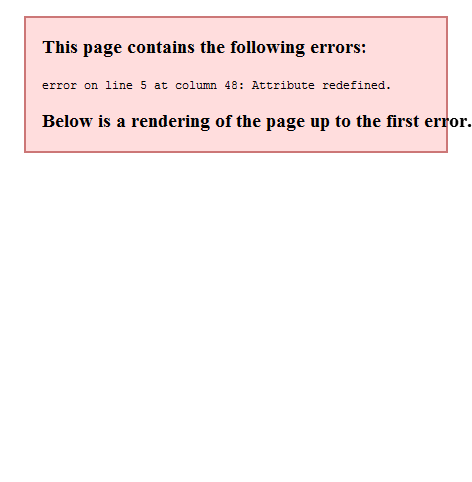 This page contains the following errors:
error on line 5 at column 48: Attribute redefined.
Below is a rendering of the page up to the first error.